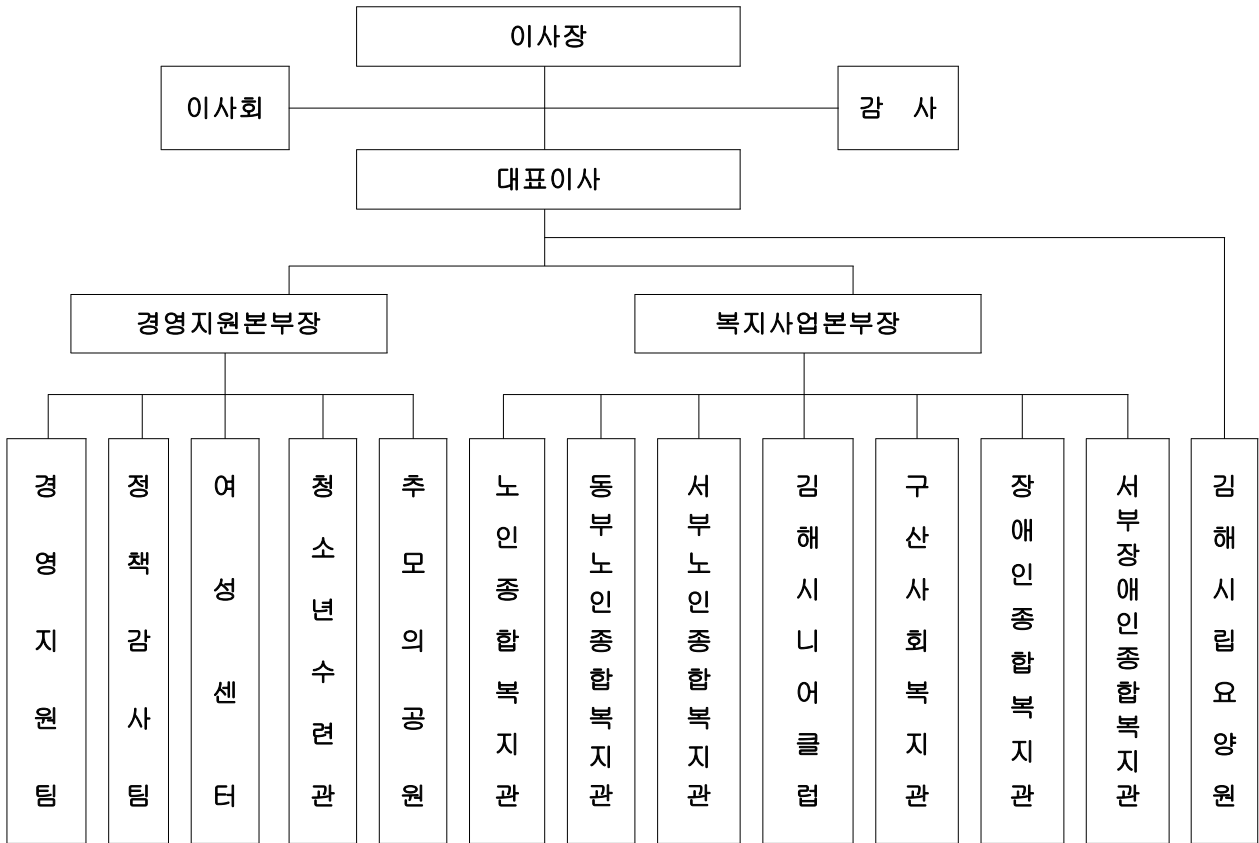 이사장
이사회
감 사
대표이사
경영지원본부장
복지사업본부장
경영지원팀
정책감사팀
여성센터
청소년수련관
추모의공원
노인종합복지관
동부노인종합복지관
서부노인종합복지관
김해시니어클럽
구산사회복지관
장애인종합복지관
서부장애인종합복지관
김해시립요양원